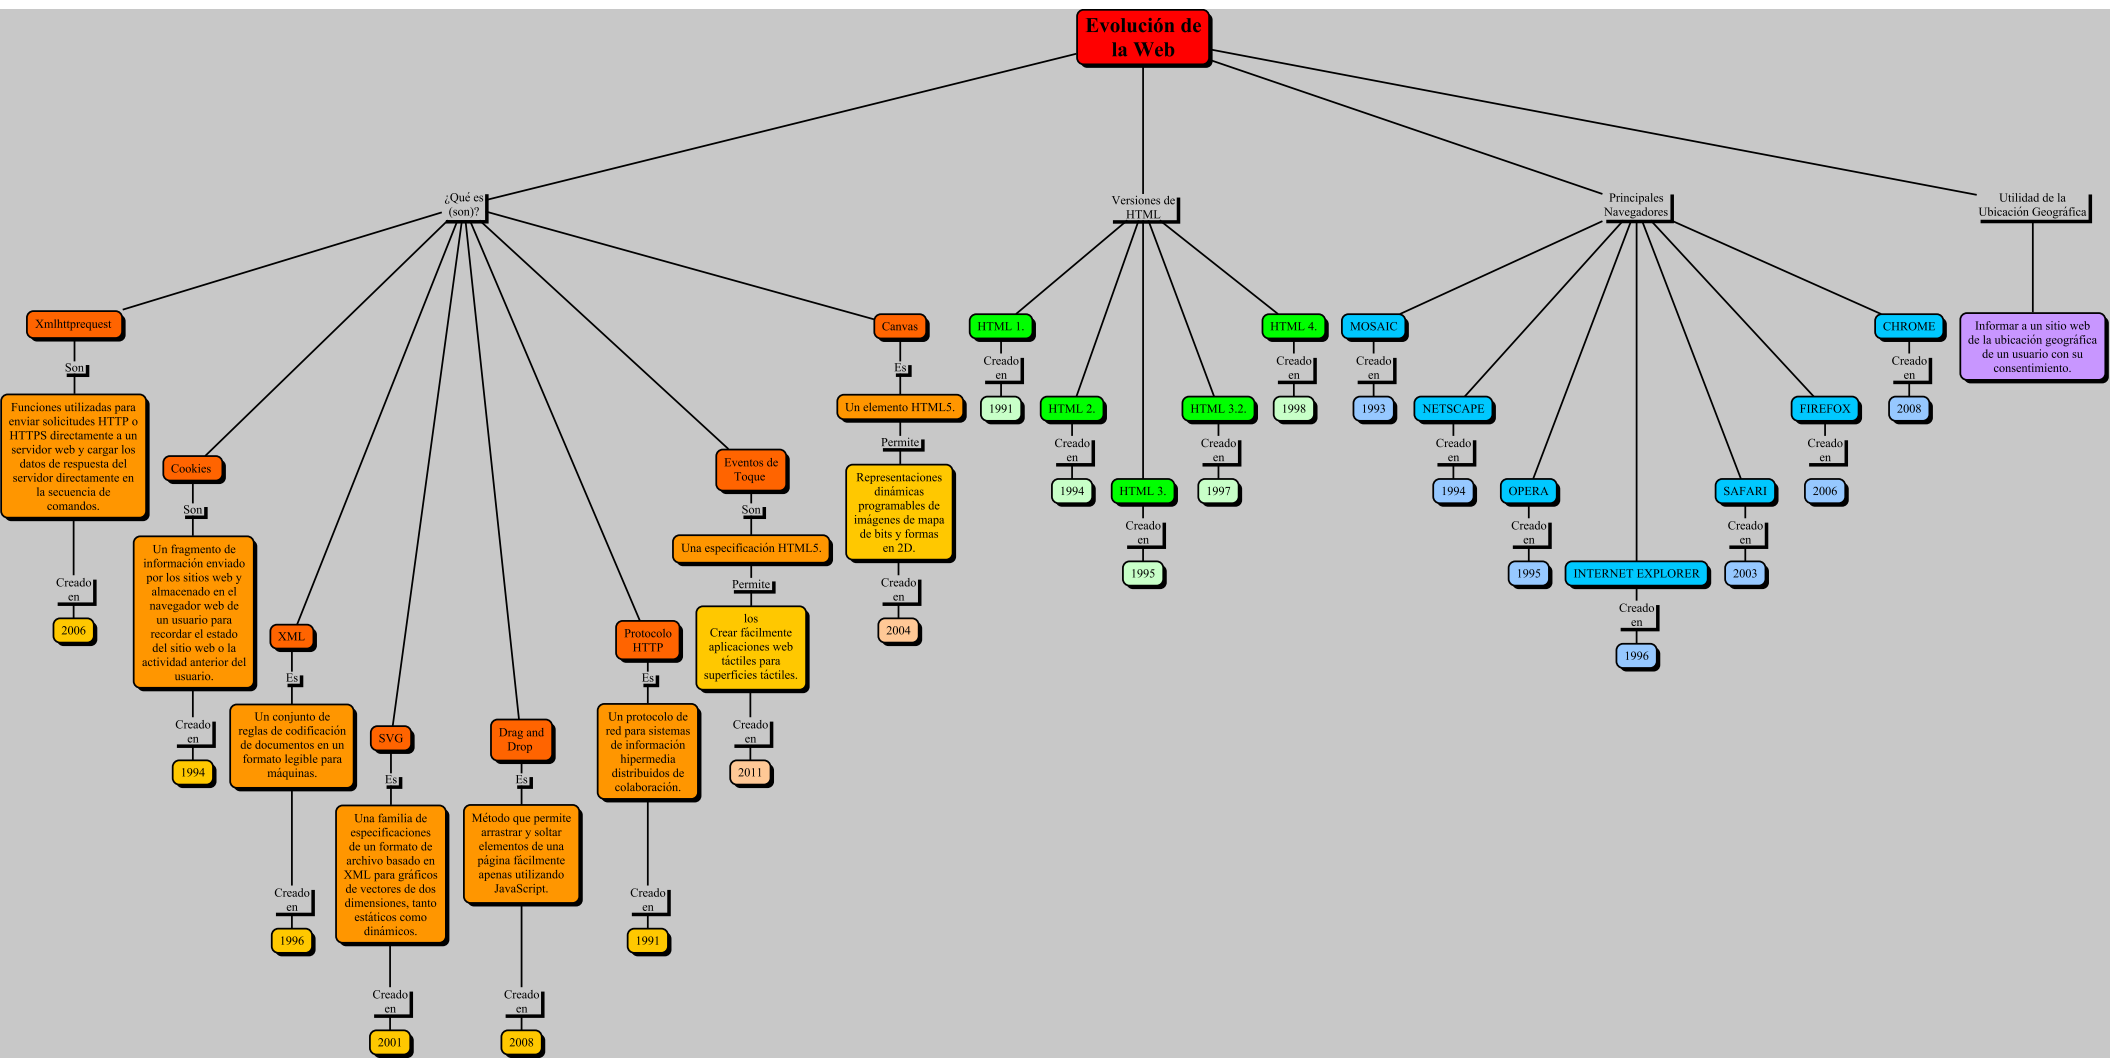 Evolución de
la Web
¿Qué es
(son)?
Xmlhttprequest
Son
Funciones utilizadas para
enviar solicitudes HTTP o
HTTPS directamente a un
servidor web y cargar los
datos de respuesta del
servidor directamente en
la secuencia de
comandos.
Creado
en
2006
Cookies
Son
Un fragmento de
información enviado
por los sitios web y
almacenado en el
navegador web de
un usuario para
recordar el estado
del sitio web o la
actividad anterior del
usuario.
Creado
en
1994
XML
Es
Un conjunto de
reglas de codificación
de documentos en un
formato legible para
máquinas.
Creado
en
1996
SVG
Es
Una familia de
especificaciones
de un formato de
archivo basado en
XML para gráficos
de vectores de dos
dimensiones, tanto
estáticos como
dinámicos.
Creado
en
2001
Drag and
Drop
Es
Método que permite
arrastrar y soltar
elementos de una
página fácilmente
apenas utilizando
JavaScript.
Creado
en
2008
Protocolo
HTTP
Es
Un protocolo de
red para sistemas
de información
hipermedia
distribuidos de
colaboración.
Creado
en
1991
Eventos de
Toque
Son
Una especificación HTML5.
Permite
los
Crear fácilmente
aplicaciones web
táctiles para
superficies táctiles.
Creado
en
2011
Canvas
Es
Un elemento HTML5.
Permite
Representaciones
dinámicas
programables de
imágenes de mapa
de bits y formas
en 2D.
Creado
en
2004
Versiones de
HTML
HTML 1.
Creado
en
1991
HTML 2.
Creado
en
1994
HTML 3.
Creado
en
1995
HTML 3.2.
Creado
en
1997
HTML 4.
Creado
en
1998
Principales
Navegadores
MOSAIC
Creado
en
1993
NETSCAPE
Creado
en
1994
OPERA
Creado
en
1995
INTERNET EXPLORER
Creado
en
1996
SAFARI
Creado
en
2003
FIREFOX
Creado
en
2006
CHROME
Creado
en
2008
Utilidad de la
Ubicación Geográfica
Informar a un sitio web
de la ubicación geográfica
de un usuario con su
consentimiento.